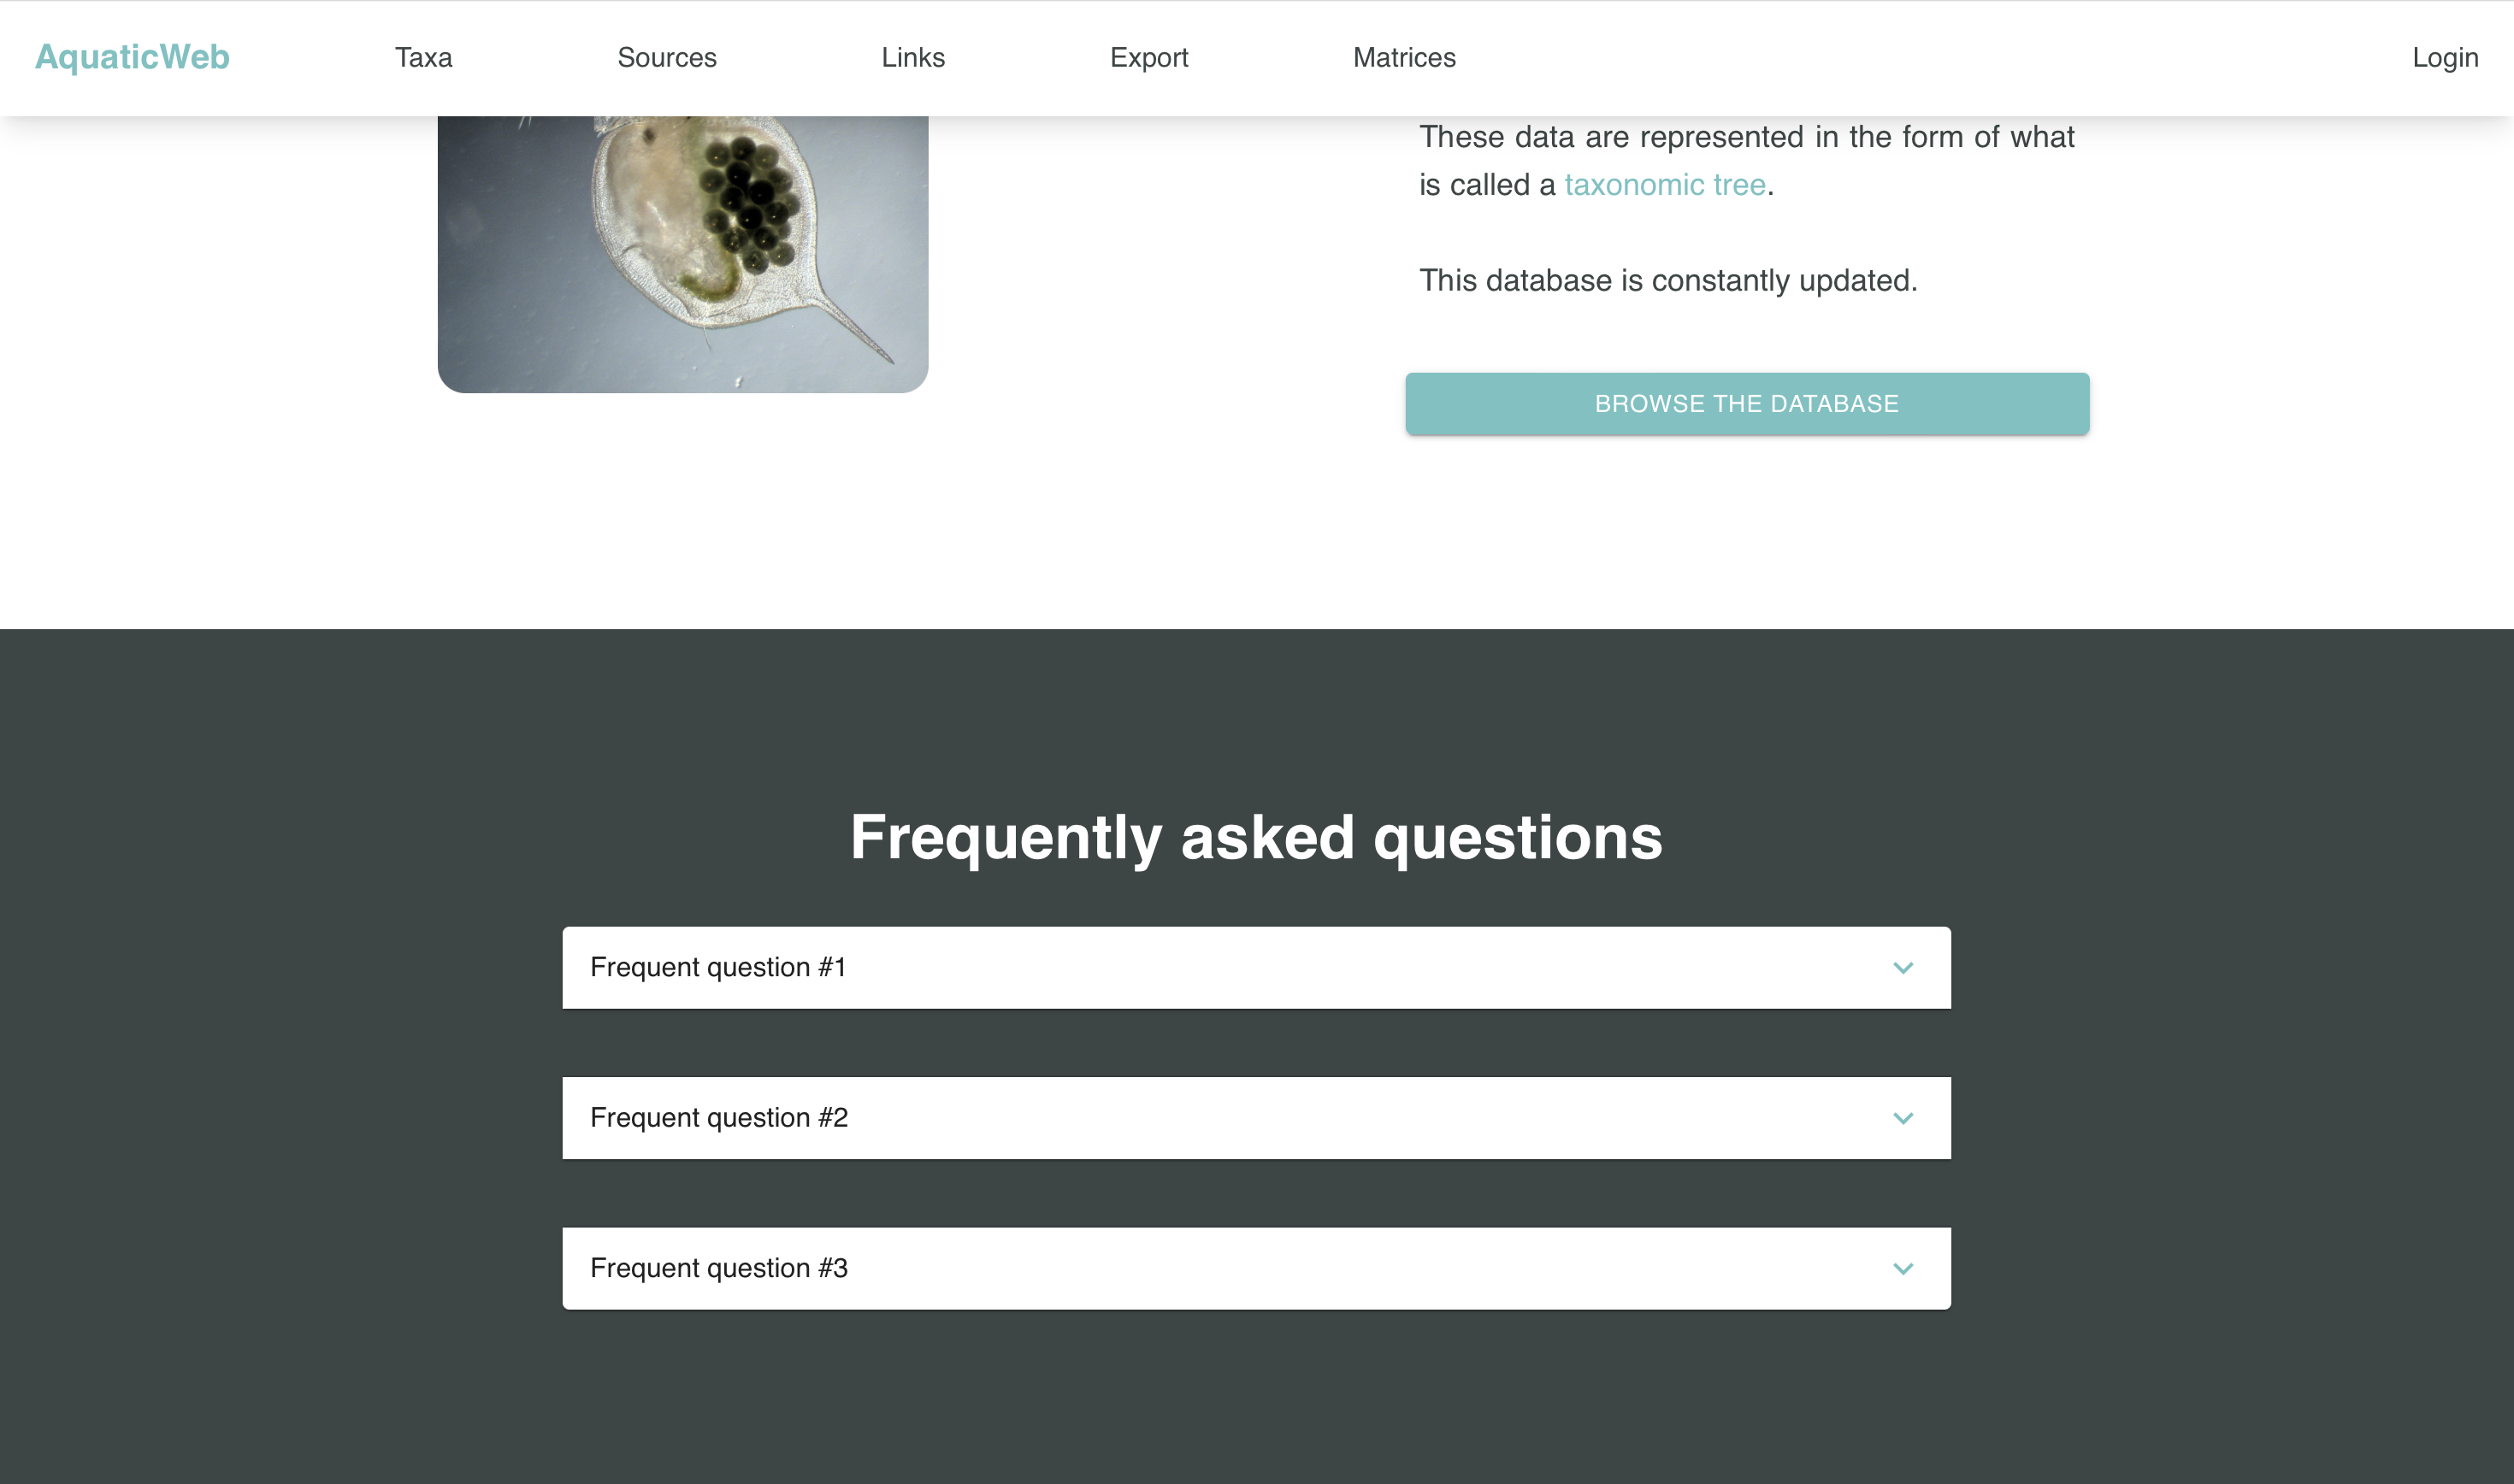 AquaticWeb Taxa Sources Links Export Matrices Login
These data are represented in the form of what
is called a taxonomic tree.
This database is constantly updated.
BROWSE THE DATABASE
Frequently asked questions
Frequent question #1
Frequent question #2
Frequent question #3